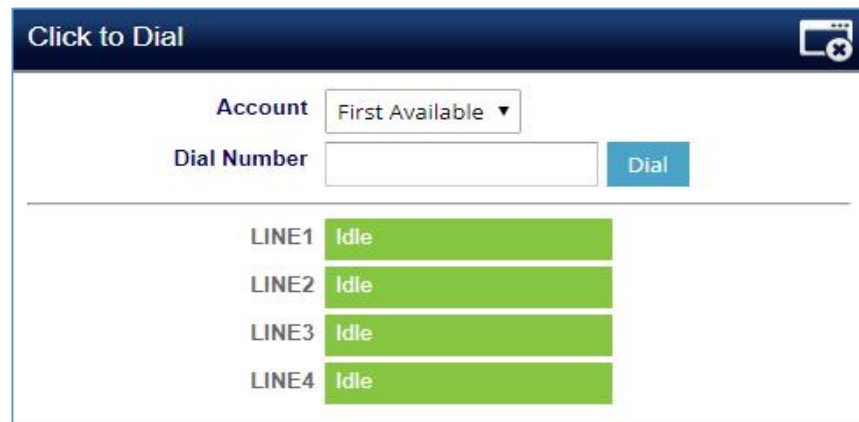 Click to Dial
Account First Available
Dial Number Dial
LINE1 Idle
LINE2 Idle
LINE3 Idle
LINE4 Idle